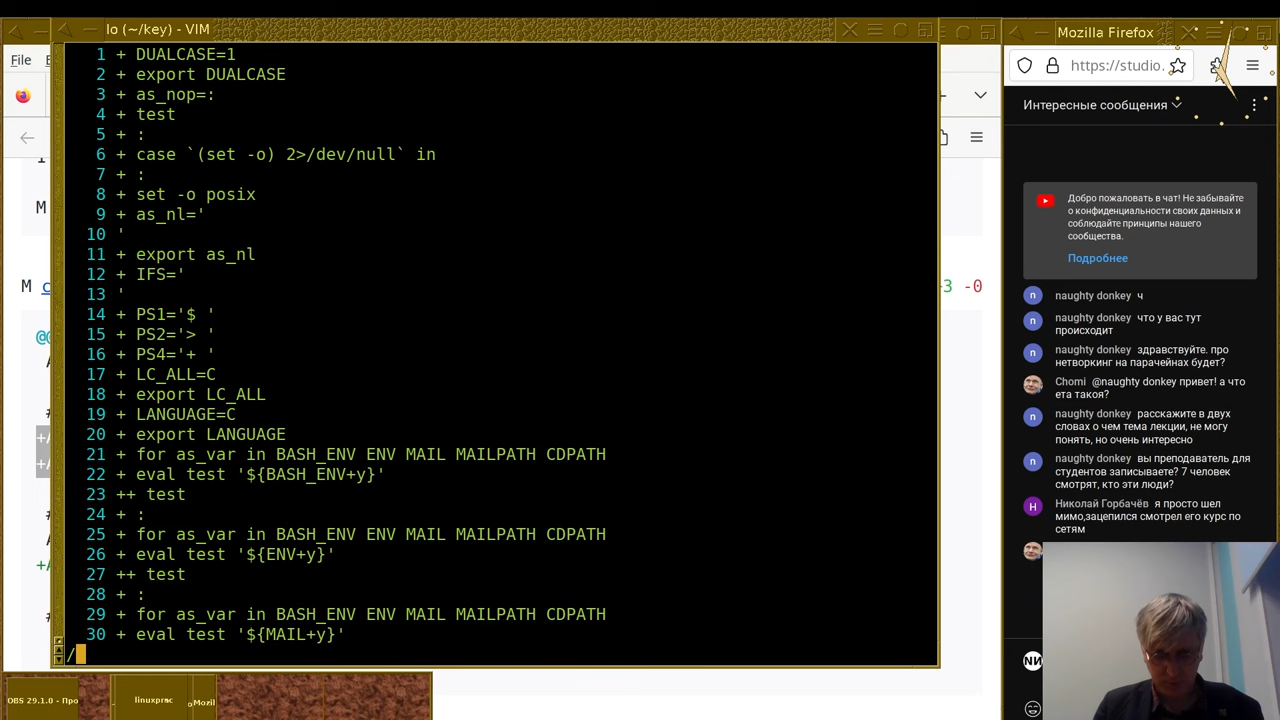 lo (~/key) - VIM
Mozilla Firefox
File
https://studio.
Интересные сообщения
1 + DUALCASE=1
2 + export DUALCASE
3 + as_nop=:
4 + test
5 + :
6 + case `(set -o) 2>/dev/null` in
7 + :
8 + set -o posix
9 + as_nl='
10 '
11 + export as_nl
12 + IFS='
13 '
14 + PS1='$ '
15 + PS2='> '
16 + PS4='+ '
17 + LC_ALL=C
18 + export LC_ALL
19 + LANGUAGE=C
20 + export LANGUAGE
21 + for as_var in BASH_ENV ENV MAIL MAILPATH CDPATH
22 + eval test '${BASH_ENV+y}'
23 ++ test
24 + :
25 + for as_var in BASH_ENV ENV MAIL MAILPATH CDPATH
26 + eval test '${ENV+y}'
27 ++ test
28 + :
29 + for as_var in BASH_ENV ENV MAIL MAILPATH CDPATH
30 + eval test '${MAIL+y}'
/
M
M
-3 -0
@@
Добро пожаловать в чат! Не забывайте
о конфиденциальности своих данных и
соблюдайте принципы нашего
сообщества.
Подробнее
naughty donkey ч
naughty donkey что у вас тут
происходит
naughty donkey здравствуйте. про
нетворкинг на парачейнах будет?
Chomi @naughty donkey привет! а что
ета такоя?
naughty donkey расскажите в двух
словах о чем тема лекции, не могу
понять, но очень интересно
naughty donkey вы преподаватель для
студентов записываете? 7 человек
смотрят, кто эти люди?
Николай Горбачёв я просто шел
мимо,зацепился смотрел его курс по
сетям
OBS 29.1.0 - Про
linuxprac
Mozil